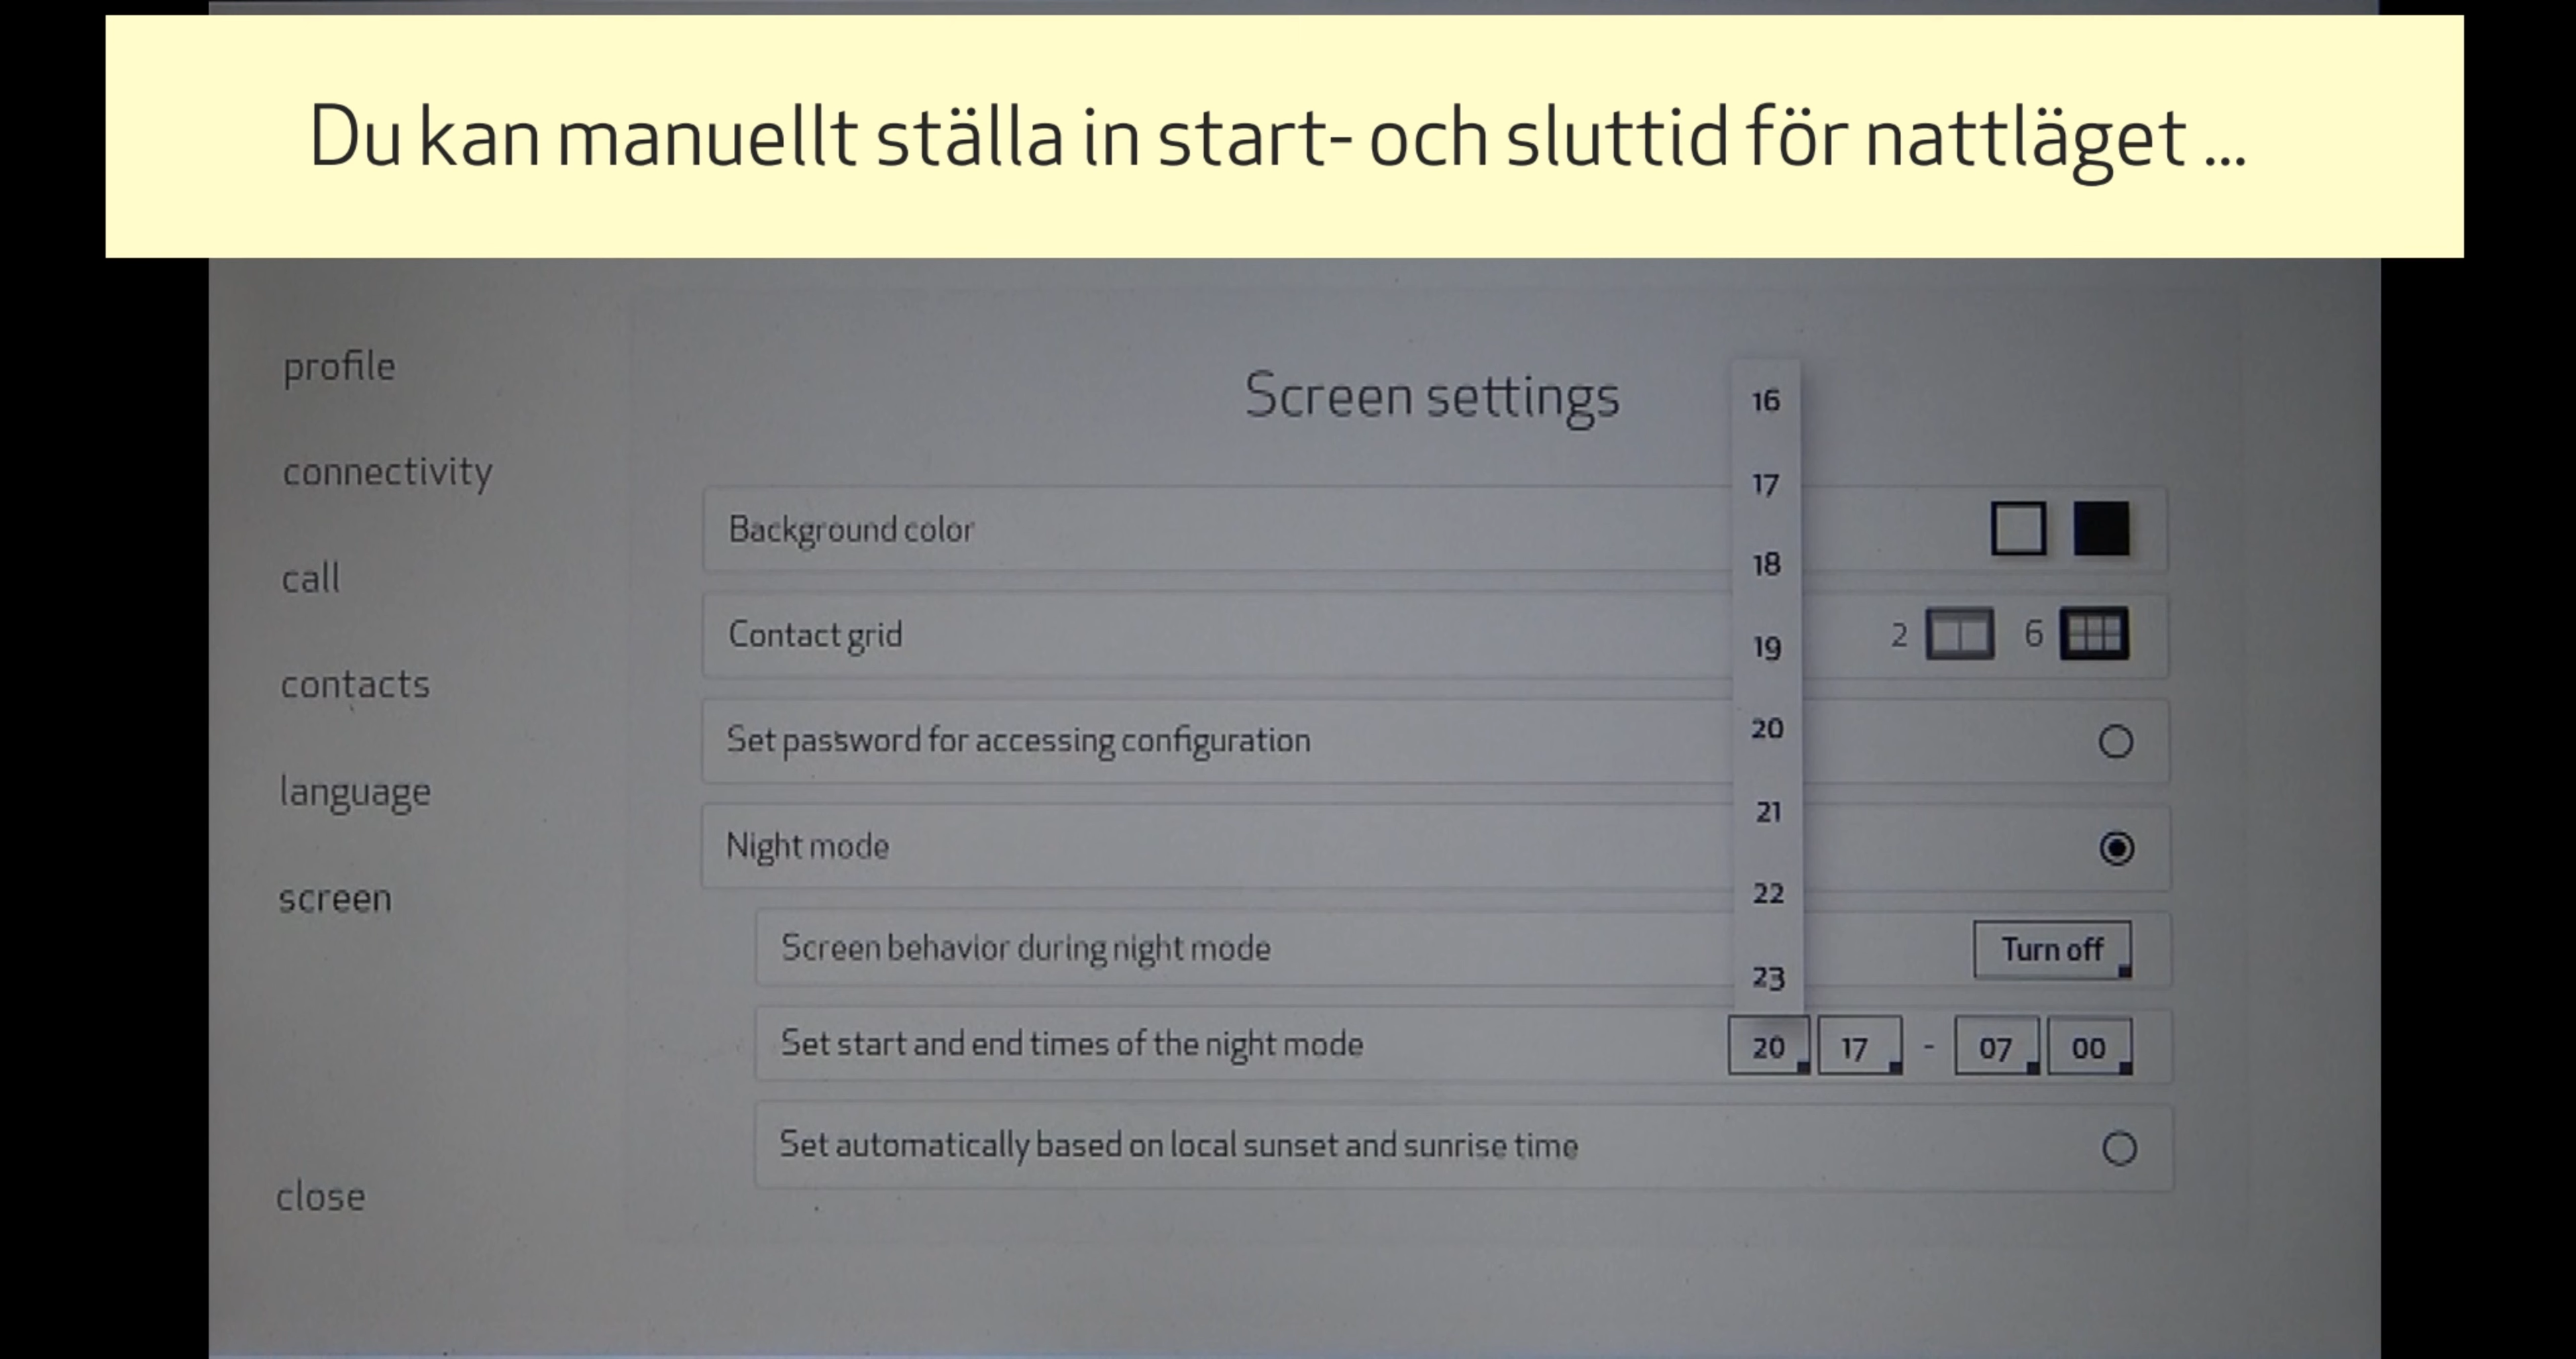 Du kan manuellt ställa in start- och sluttid för nattläget ...
profile
connectivity
call
contacts
language
screen
close
Screen settings
Background color
Contact grid
2 6
Set password for accessing configuration
Night mode
Screen behavior during night mode
Turn off
Set start and end times of the night mode
20 17 - 07 00
Set automatically based on local sunset and sunrise time
16
17
18
19
20
21
22
23